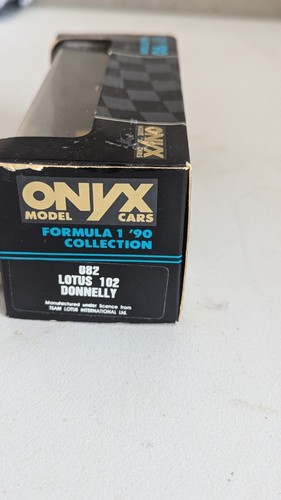 ONYX
MODEL CARS
FORMULA 1 '90
COLLECTION
082
LOTUS 102
DONNELLY
Manufactured under licence from
TEAM LOTUS INTERNATIONAL Ltd.
ONYX